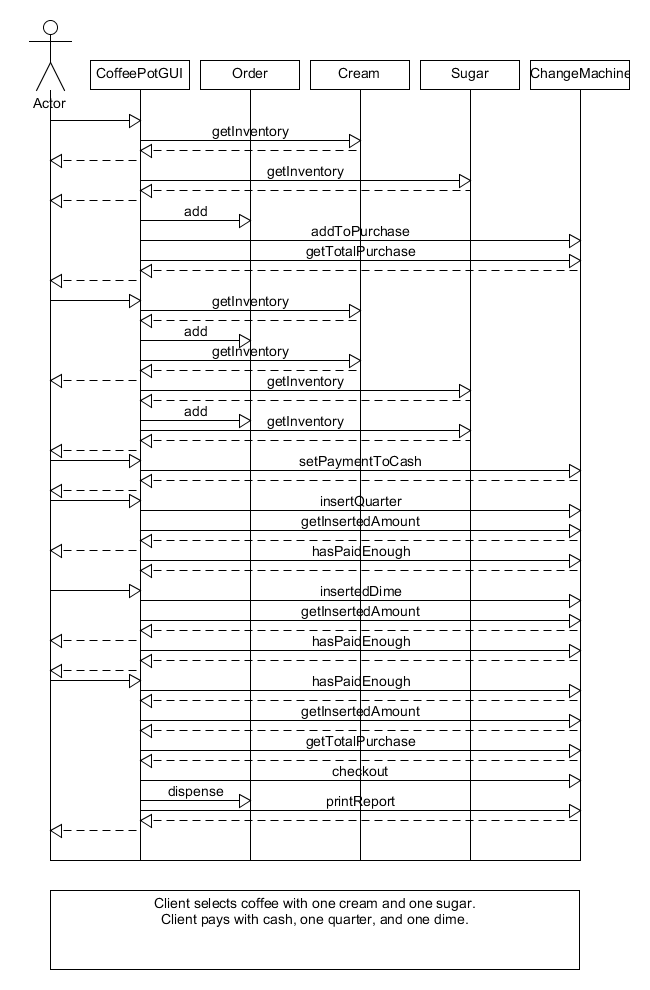 CoffeePotGUI
Order
Cream
Sugar
ChangeMachine
Actor
getInventory
getInventory
add
addToPurchase
getTotalPurchase
getInventory
add
getInventory
getInventory
add
getInventory
setPaymentToCash
insertQuarter
getInsertedAmount
hasPaidEnough
insertedDime
getInsertedAmount
hasPaidEnough
hasPaidEnough
getInsertedAmount
getTotalPurchase
checkout
dispense
printReport
Client selects coffee with one cream and one sugar.
Client pays with cash, one quarter, and one dime.